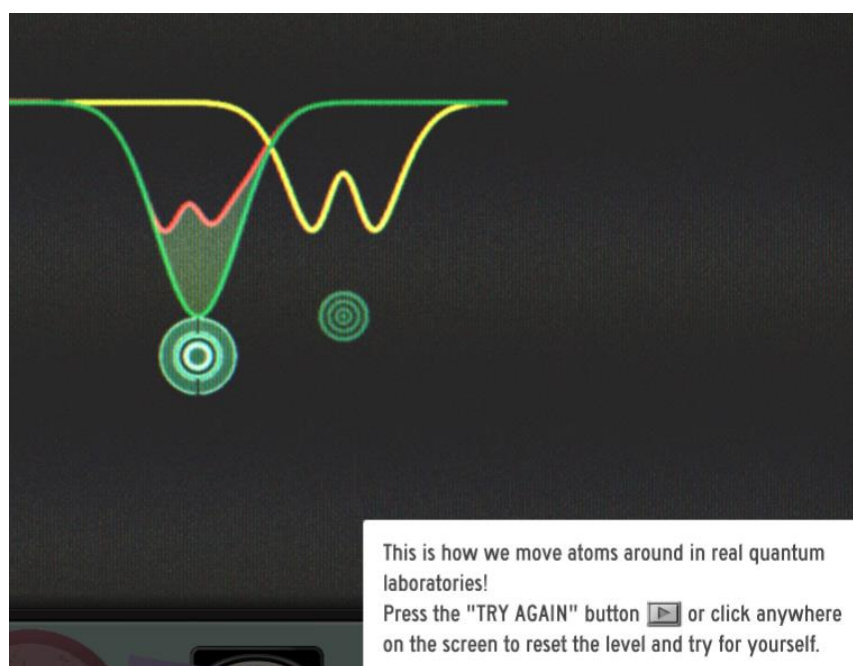 This is how we move atoms around in real quantum
laboratories!
Press the "TRY AGAIN" button or click anywhere
on the screen to reset the level and try for yourself.